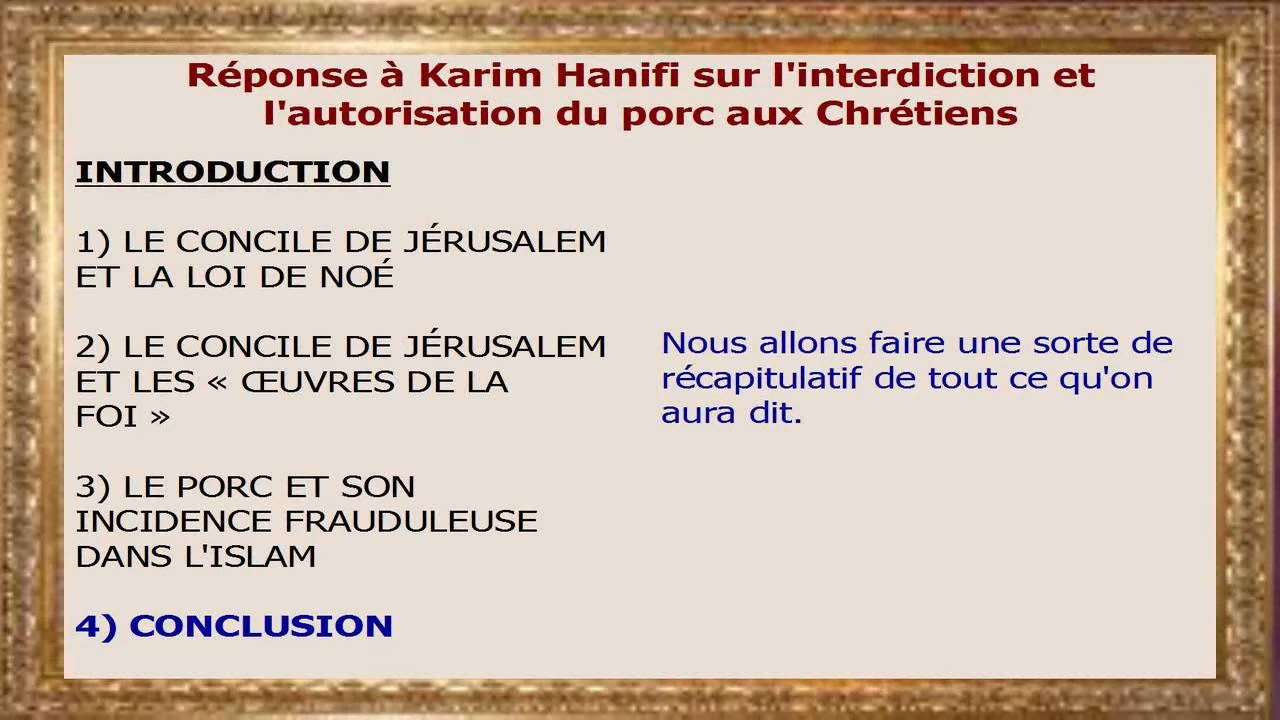 Réponse à Karim Hanifi sur l'interdiction et
l'autorisation du porc aux Chrétiens
INTRODUCTION
1) LE CONCILE DE JÉRUSALEM
ET LA LOI DE NOÉ
2) LE CONCILE DE JÉRUSALEM
ET LES « ŒUVRES DE LA
FOI »
3) LE PORC ET SON
INCIDENCE FRAUDULEUSE
DANS L'ISLAM
4) CONCLUSION
Nous allons faire une sorte de
récapitulatif de tout ce qu'on
aura dit.